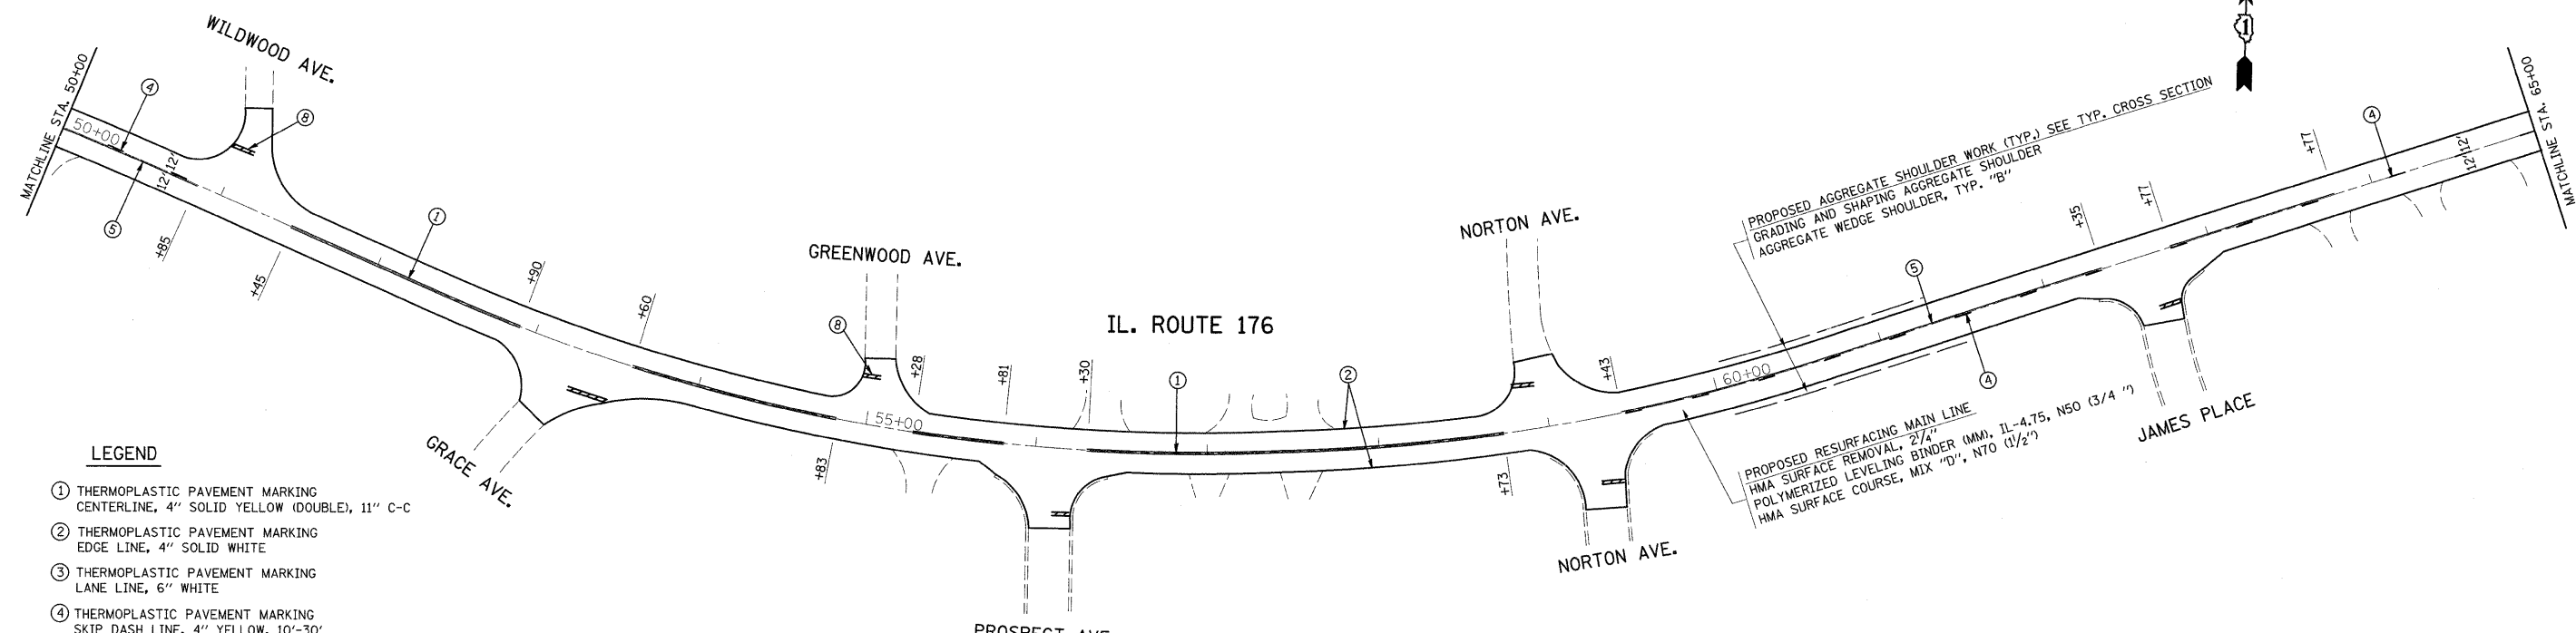 WILDWOOD AVE.
MATCHLINE STA. 50+00
50+00
4
8
12' 12'
5
+85
+45
1
+90
+60
GREENWOOD AVE.
8
+28
+81
+30
+83
55+00
IL. ROUTE 176
1
2
NORTON AVE.
+73
+43
60+00
PROPOSED AGGREGATE SHOULDER WORK (TYP.) SEE TYP. CROSS SECTION
GRADING AND SHAPING AGGREGATE SHOULDER
AGGREGATE WEDGE SHOULDER, TYP. "B"
5
4
+35
+77
+77
4
12' 12'
MATCHLINE STA. 65+00
1
GRACE AVE.
PROSPECT AVE.
NORTON AVE.
JAMES PLACE
PROPOSED RESURFACING MAIN LINE
HMA SURFACE REMOVAL, 2¼"
POLYMERIZED LEVELING BINDER (MM), IL-4.75, N50 (3/4 ")
HMA SURFACE COURSE, MIX "D", N70 (1½")
LEGEND
1 THERMOPLASTIC PAVEMENT MARKING
CENTERLINE, 4" SOLID YELLOW (DOUBLE), 11" C-C
2 THERMOPLASTIC PAVEMENT MARKING
EDGE LINE, 4" SOLID WHITE
3 THERMOPLASTIC PAVEMENT MARKING
LANE LINE, 6" WHITE
4 THERMOPLASTIC PAVEMENT MARKING
SKIP DASH LINE, 4" YELLOW, 10'-30'